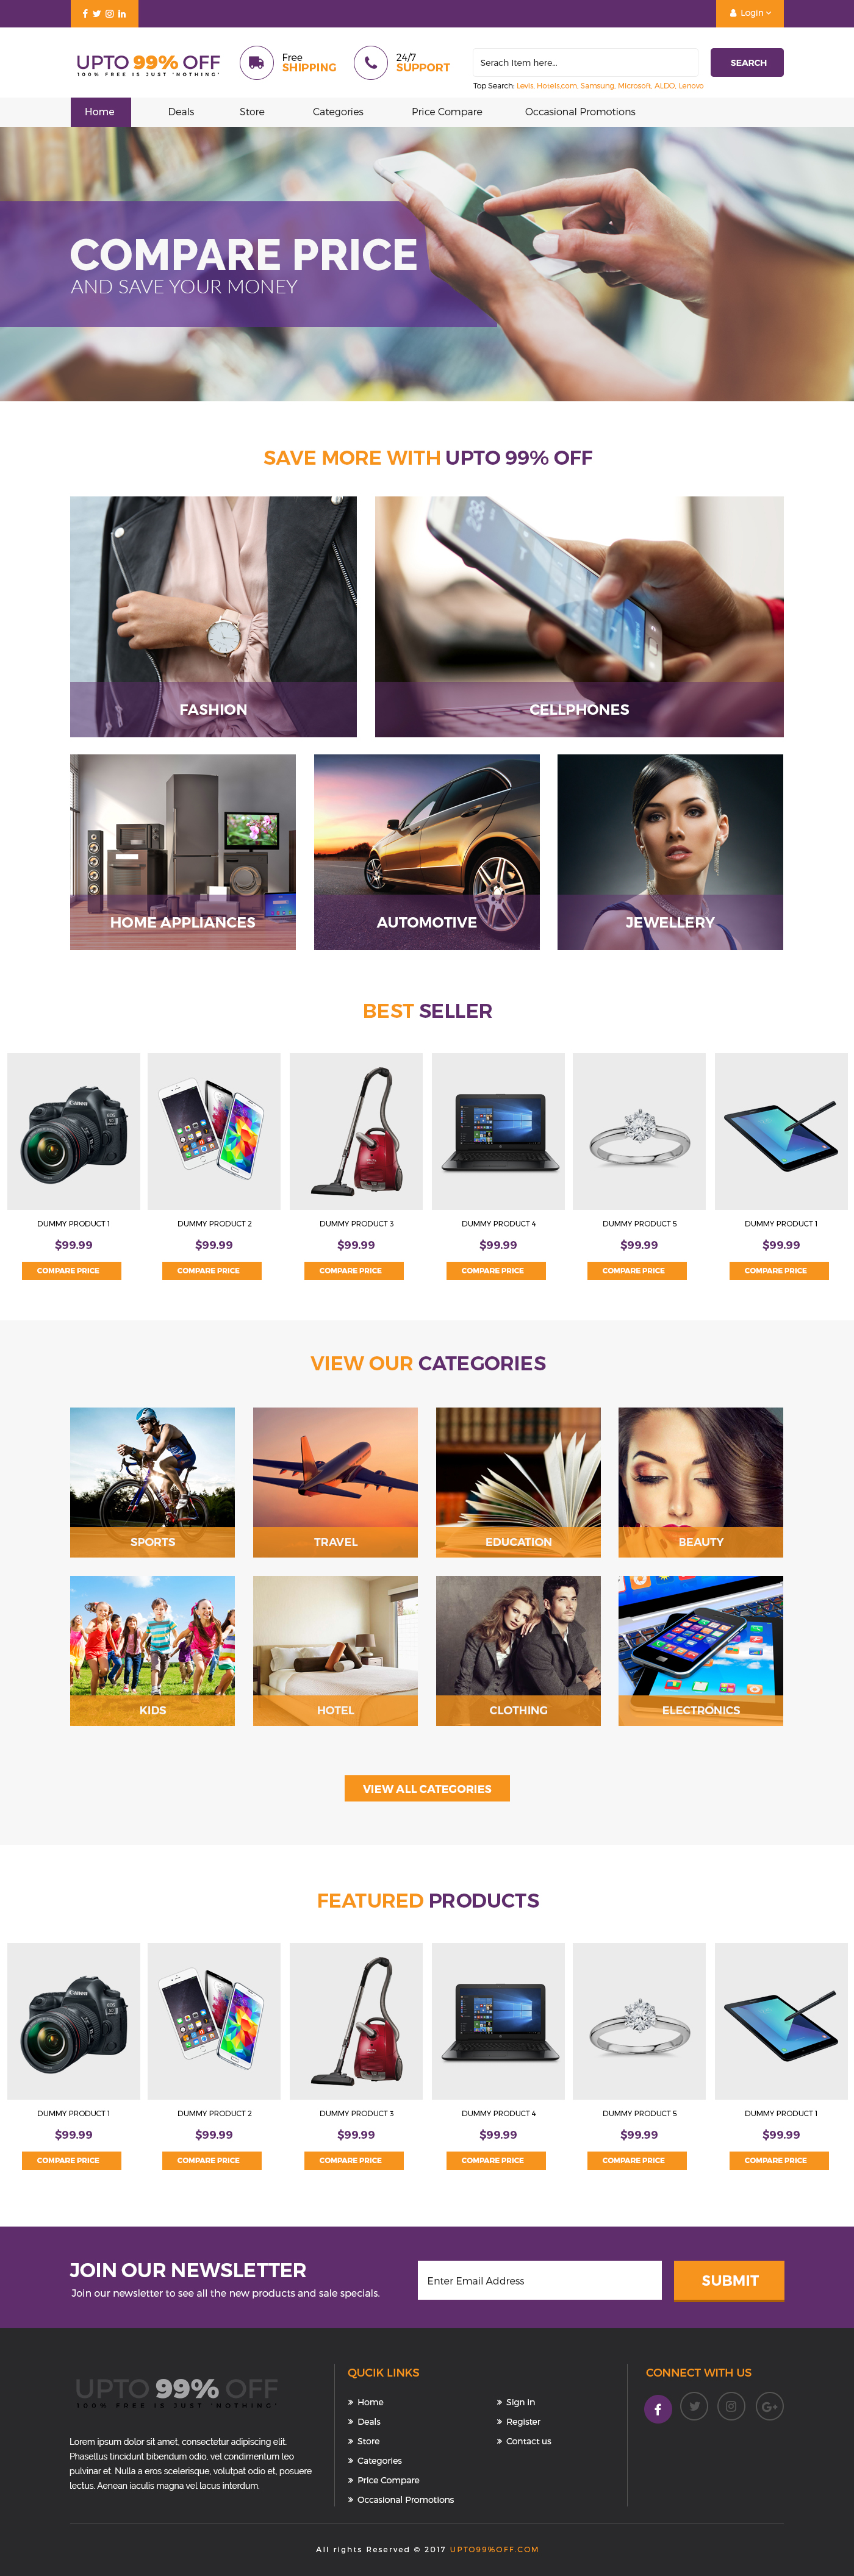 Login
UPTO 99% OFF
100% FREE IS JUST 'NOTHING'
Free
SHIPPING
24/7
SUPPORT
Serach Item here...
SEARCH
Top Search: Levis, Hotels,com, Samsung, Microsoft, ALDO, Lenovo
Home Deals Store Categories Price Compare Occasional Promotions
COMPARE PRICE
AND SAVE YOUR MONEY
SAVE MORE WITH UPTO 99% OFF
FASHION
CELLPHONES
HOME APPLIANCES
AUTOMOTIVE
JEWELLERY
BEST SELLER
Canon
DUMMY PRODUCT 1 DUMMY PRODUCT 2 DUMMY PRODUCT 3 DUMMY PRODUCT 4 DUMMY PRODUCT 5 DUMMY PRODUCT 1
$99.99 $99.99 $99.99 $99.99 $99.99 $99.99
COMPARE PRICE COMPARE PRICE COMPARE PRICE COMPARE PRICE COMPARE PRICE COMPARE PRICE
VIEW OUR CATEGORIES
SPORTS
TRAVEL
EDUCATION
BEAUTY
KIDS
HOTEL
CLOTHING
ELECTRONICS
VIEW ALL CATEGORIES
FEATURED PRODUCTS
Canon
DUMMY PRODUCT 1 DUMMY PRODUCT 2 DUMMY PRODUCT 3 DUMMY PRODUCT 4 DUMMY PRODUCT 5 DUMMY PRODUCT 1
$99.99 $99.99 $99.99 $99.99 $99.99 $99.99
COMPARE PRICE COMPARE PRICE COMPARE PRICE COMPARE PRICE COMPARE PRICE COMPARE PRICE
JOIN OUR NEWSLETTER
Join our newsletter to see all the new products and sale specials.
Enter Email Address
SUBMIT
UPTO 99% OFF
100% FREE IS JUST 'NOTHING'
Lorem ipsum dolor sit amet, consectetur adipiscing elit.
Phasellus tincidunt bibendum odio, vel condimentum leo
pulvinar et. Nulla a eros scelerisque, volutpat odio et, posuere
lectus. Aenean iaculis magna vel lacus interdum.
QUCIK LINKS
Home
Deals
Store
Categories
Price Compare
Occasional Promotions
Sign in
Register
Contact us
CONNECT WITH US
All rights Reserved © 2017 UPTO99%OFF.COM